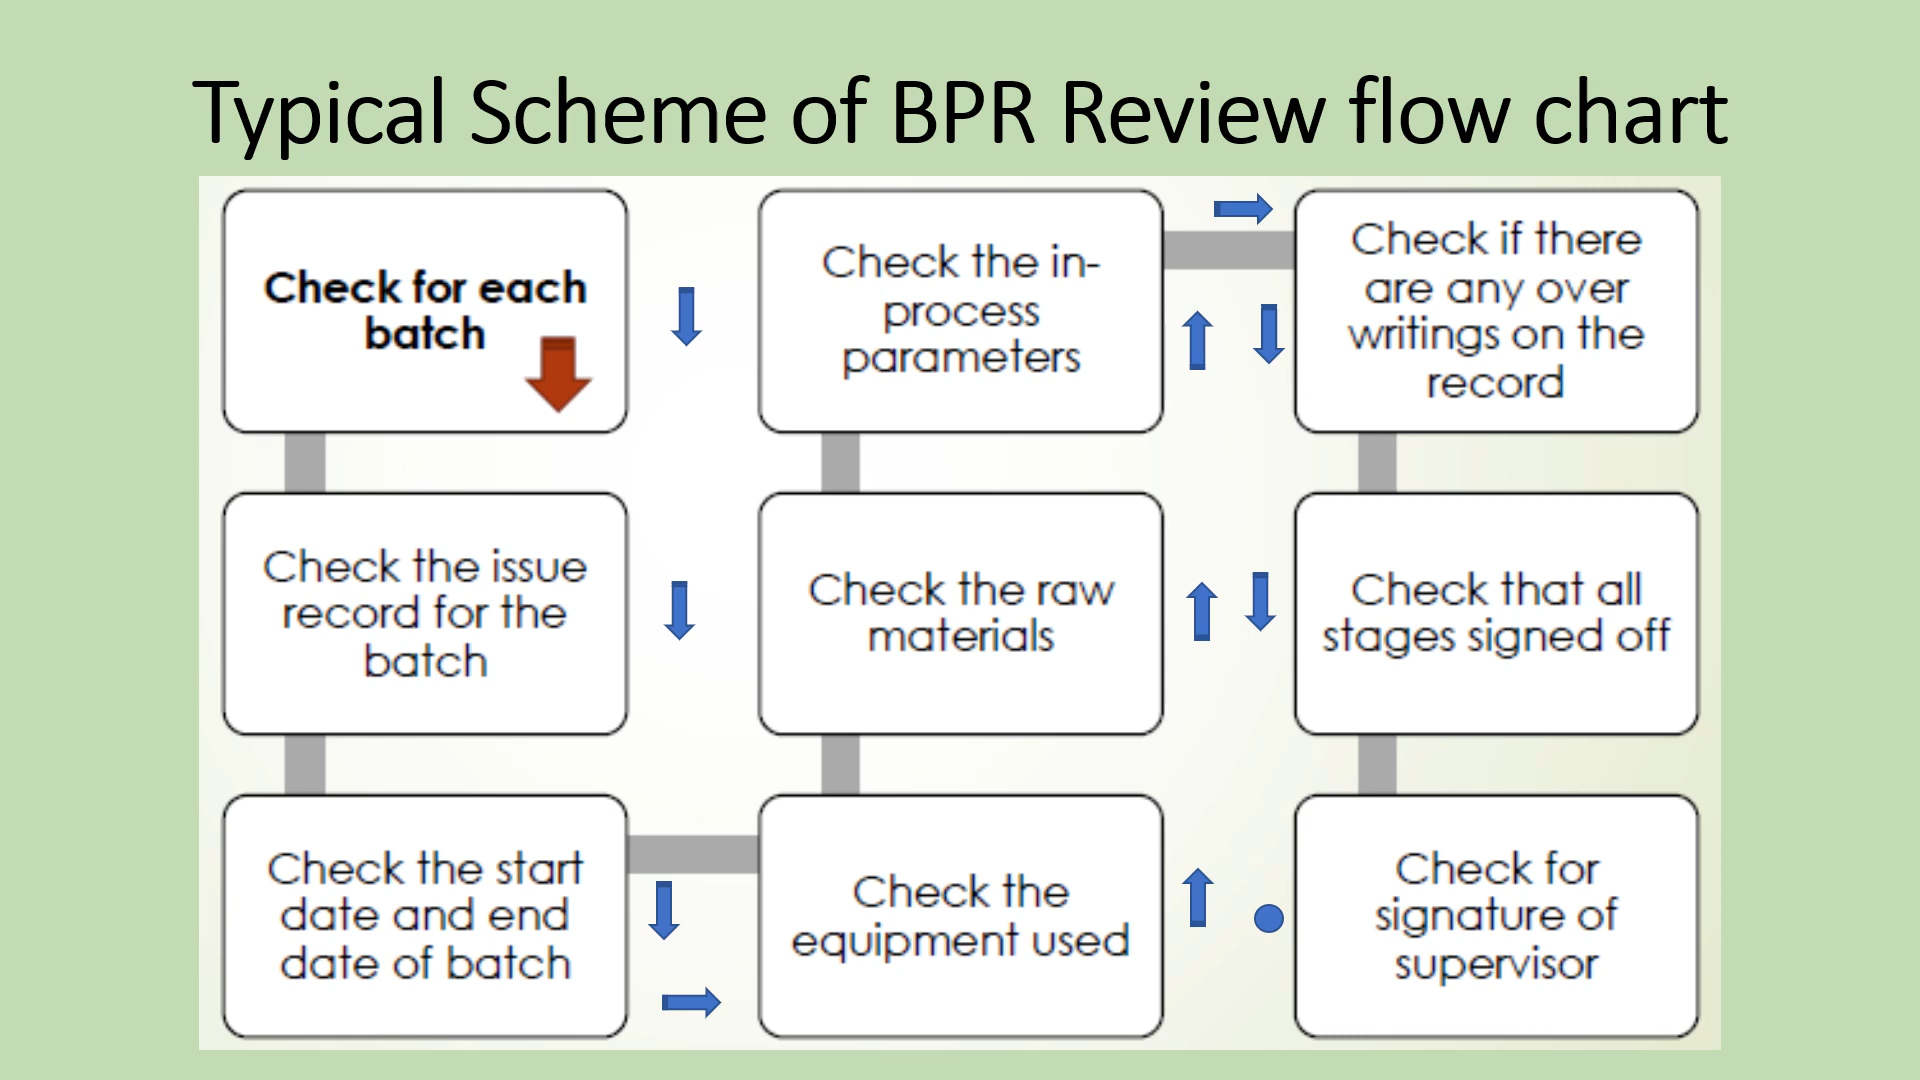 Typical Scheme of BPR Review flow chart
Check for each
batch
Check the issue
record for the
batch
Check the start
date and end
date of batch
Check the equipment used
Check the raw
materials
Check the in-
process
parameters
Check if there
are any over
writings on the
record
Check that all
stages signed off
Check for
signature of
supervisor